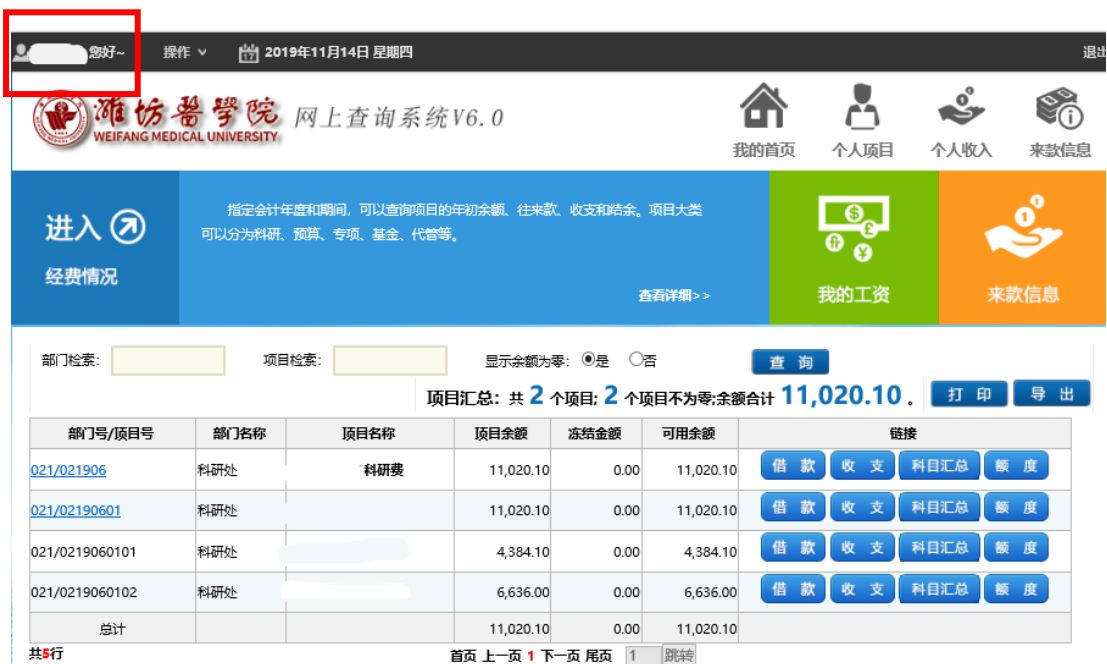 您好~ 操作 17 2019年11月14日 星期四 退出
濰坊醫學院 网上查询系统V6.0
WEIFANG MEDICAL UNIVERSITY
我的首页 个人项目 个人收入 来款信息
进入
经费情况
指定会计年度和期间，可以查询项目的年初余额、往来款、收支和结余。项目大类
可以分为科研、预算、专项、基金、代管等。
查看详细>>
我的工资
来款信息
部门检索: 项目检索: 显示余额为零: 是 否 查 询
项目汇总: 共 2 个项目; 2 个项目不为零;余额合计 11,020.10 。 打 印 导 出
部门号/项目号 部门名称 项目名称 项目余额 冻结金额 可用余额 链接
021/021906 科研处 科研费 11,020.10 0.00 11,020.10 借 款 收 支 科目汇总 额 度
021/02190601 科研处 11,020.10 0.00 11,020.10 借 款 收 支 科目汇总 额 度
021/0219060101 科研处 4,384.10 0.00 4,384.10 借 款 收 支 科目汇总 额 度
021/0219060102 科研处 6,636.00 0.00 6,636.00 借 款 收 支 科目汇总 额 度
总计 11,020.10 0.00 11,020.10
共5行 首页 上一页 1 下一页 尾页 1 跳转